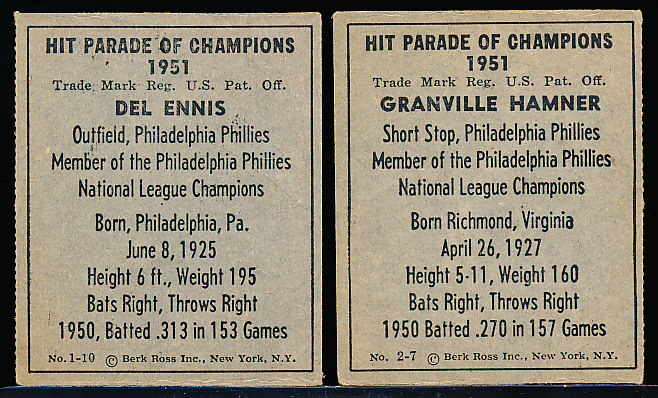 HIT PARADE OF CHAMPIONS
1951
Trade Mark Reg. U.S. Pat. Off.
DEL ENNIS
Outfield, Philadelphia Phillies
Member of the Philadelphia Phillies
National League Champions
Born, Philadelphia, Pa.
June 8, 1925
Height 6 ft., Weight 195
Bats Right, Throws Right
1950, Batted .313 in 153 Games
No. 1-10 © Berk Ross Inc., New York, N.Y.
HIT PARADE OF CHAMPIONS
1951
Trade Mark Reg. U.S. Pat. Off.
GRANVILLE HAMNER
Short Stop, Philadelphia Phillies
Member of the Philadelphia Phillies
National League Champions
Born Richmond, Virginia
April 26, 1927
Height 5-11, Weight 160
Bats Right, Throws Right
1950 Batted .270 in 157 Games
No. 2-7 © Berk Ross Inc., New York, N.Y.